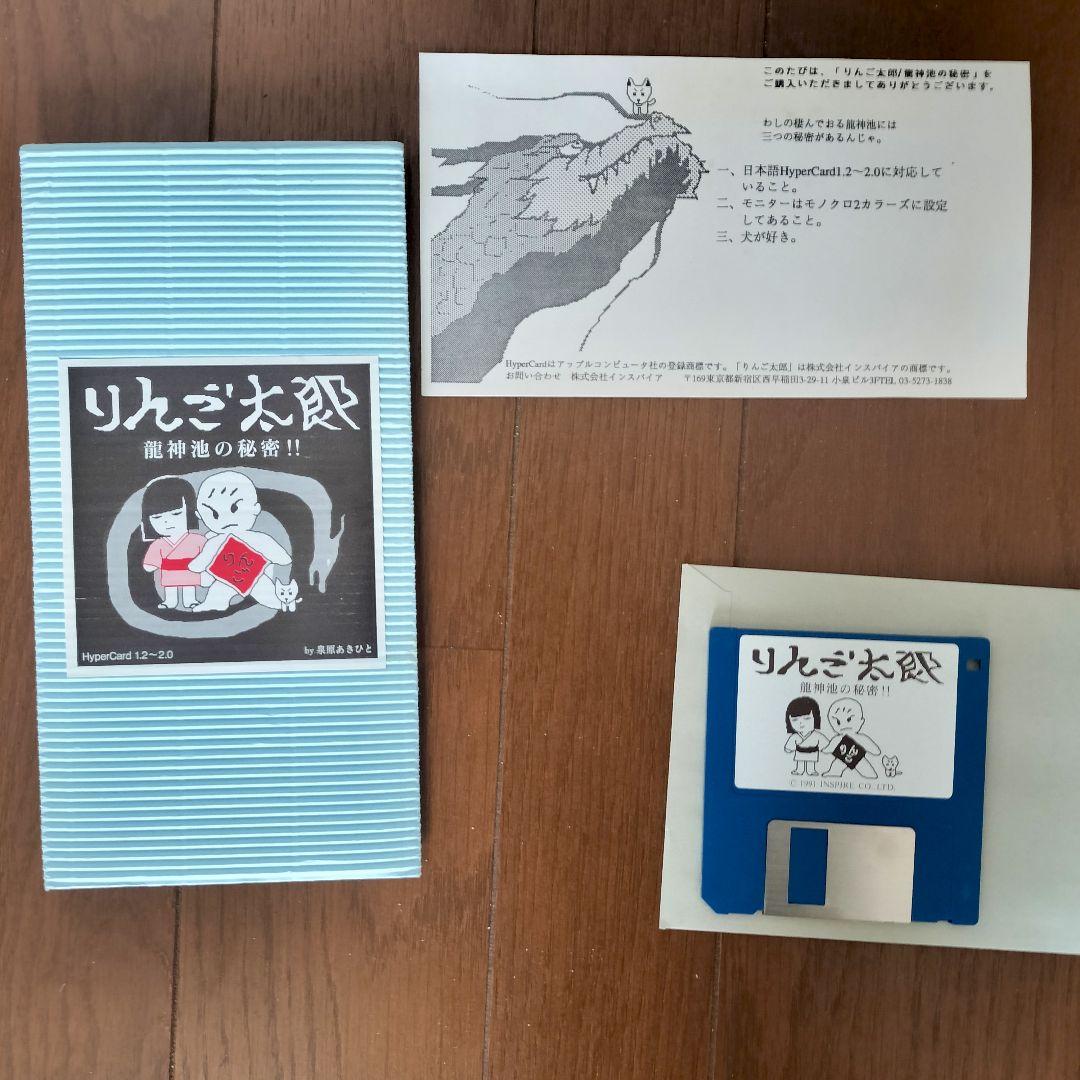 りんご太郎
龍神池の秘密!!
りん
ご
HyperCard 1.2〜2.0
by 泉原あきひと
このたびは、「りんご太郎/龍神池の秘密」を
ご購入いただきましてありがとうございます。
わしの棲んでおる龍神池には
三つの秘密があるんじゃ。
一、日本語HyperCard1.2〜2.0に対応して
いること。
二、モニターはモノクロ2カラーズに設定
してあること。
三、犬が好き。
HyperCardはアップルコンピュータ社の登録商標です。「りんご太郎」は株式会社インスパイアの商標です。
お問い合わせ 株式会社インスパイア 〒169東京都新宿区西早稲田3-29-11 小泉ビル3FTEL 03-5273-1838
りんご太郎
龍神池の秘密!!
りん
ご
© 1991 INSPIRE CO. LTD.